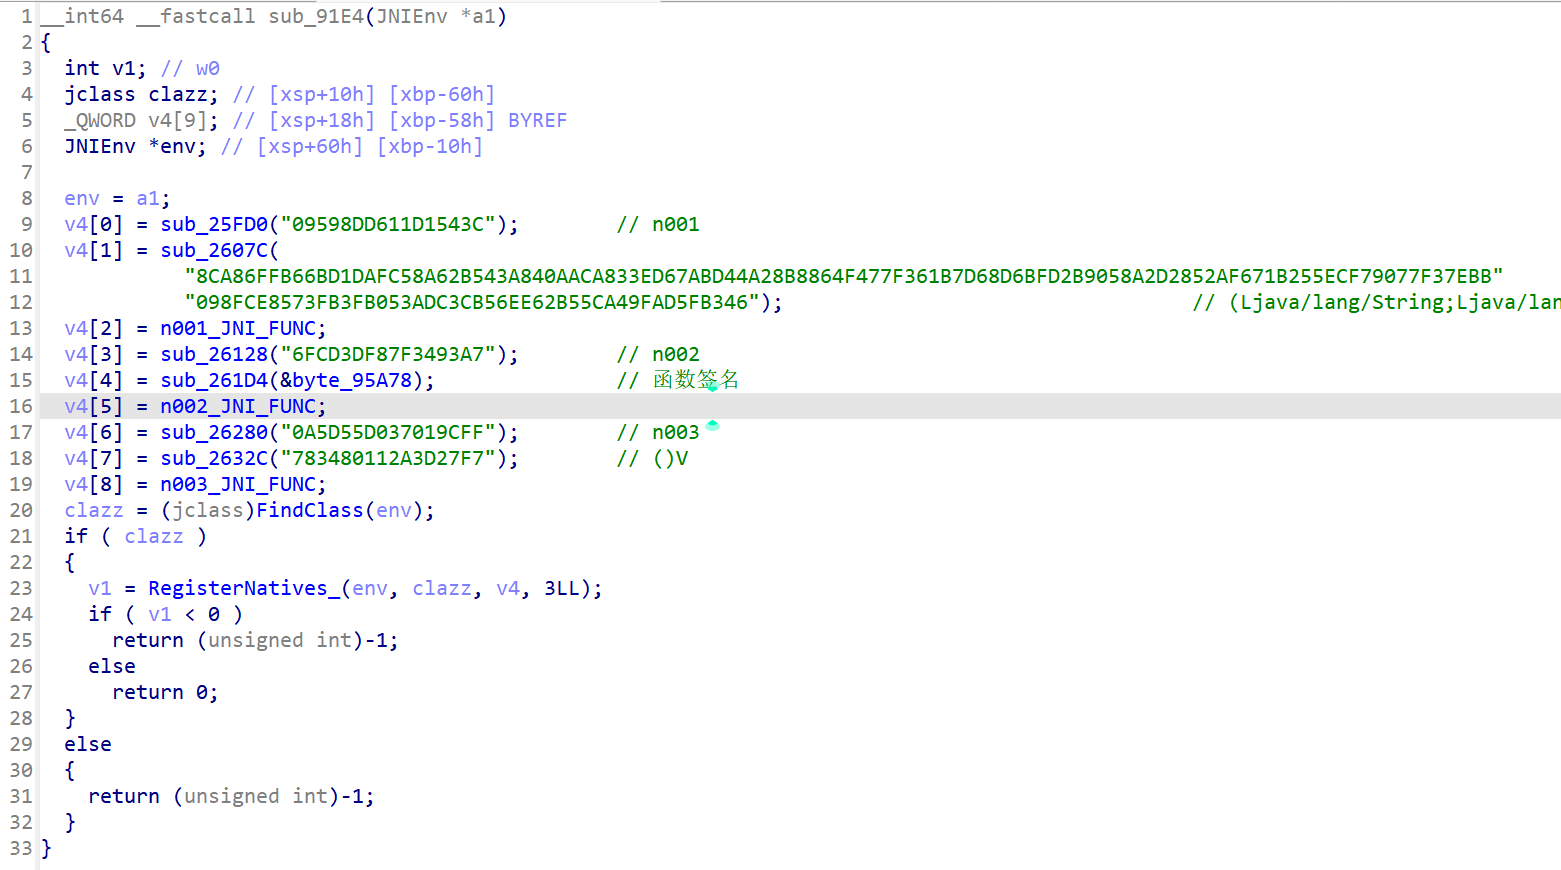 1 __int64 __fastcall sub_91E4(JNIEnv *a1)
2 {
3   int v1; // w0
4   jclass clazz; // [xsp+10h] [xbp-60h]
5   _QWORD v4[9]; // [xsp+18h] [xbp-58h] BYREF
6   JNIEnv *env; // [xsp+60h] [xbp-10h]
7
8   env = a1;
9   v4[0] = sub_25FD0("09598DD611D1543C");        // n001
10   v4[1] = sub_2607C(
11             "8CA86FFB66BD1DAFC58A62B543A840AACA833ED67ABD44A28B8864F477F361B7D68D6BFD2B9058A2D2852AF671B255ECF79077F37EBB"
12             "098FCE8573FB3FB053ADC3CB56EE62B55CA49FAD5FB346");                                  // (Ljava/lang/String;Ljava/lan
13   v4[2] = n001_JNI_FUNC;
14   v4[3] = sub_26128("6FCD3DF87F3493A7");        // n002
15   v4[4] = sub_261D4(&byte_95A78);               // 函数签名
16   v4[5] = n002_JNI_FUNC;
17   v4[6] = sub_26280("0A5D55D037019CFF");        // n003
18   v4[7] = sub_2632C("783480112A3D27F7");        // ()V
19   v4[8] = n003_JNI_FUNC;
20   clazz = (jclass)FindClass(env);
21   if ( clazz )
22   {
23     v1 = RegisterNatives_(env, clazz, v4, 3LL);
24     if ( v1 < 0 )
25       return (unsigned int)-1;
26     else
27       return 0;
28   }
29   else
30   {
31     return (unsigned int)-1;
32   }
33 }